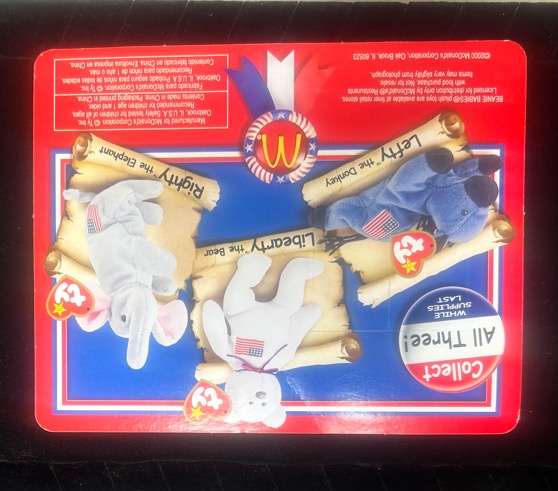 Collect
All Three!
WHILE
SUPPLIES
LAST
ty
Libearty™ the Bear
ty
Lefty™ the Donkey
ty
Righty™ the Elephant
M
BEANIE BABIES® plush toys are available at finer retail stores.
Licensed for distribution only by McDonald's® Restaurants
with food purchase only. Not for resale.
Items may vary slightly from photograph.
©2000 McDonald's Corporation, Oak Brook, IL 60523
Manufactured for McDonald's Corporation © Ty Inc.
Oakbrook, IL U.S.A. Safety tested for children of all ages.
Recommended for children age 1 and older.
Contents made in China. Packaging printed in China.
Fabricado para McDonald's Corporation. © Ty Inc.
Oakbrook, IL U.S.A. Probado seguro para niños de todas edades.
Recomendado para niños de 1 año o más.
Contenido fabricado en China. Envoltura impresa en China.